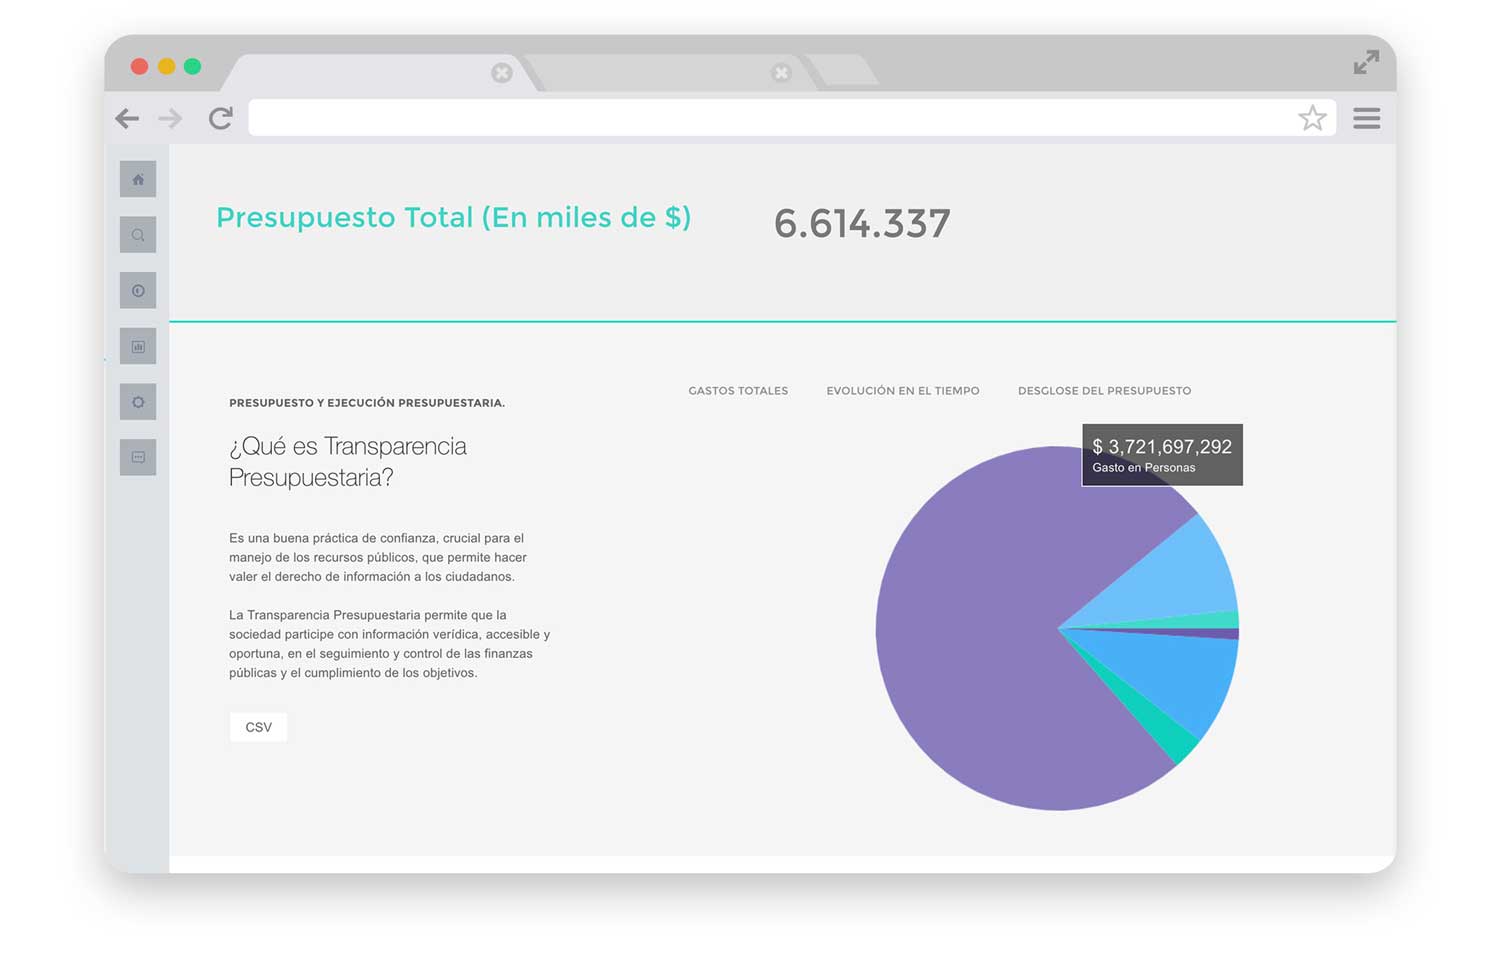 Presupuesto Total (En miles de $)
6.614.337
PRESUPUESTO Y EJECUCIÓN PRESUPUESTARIA.
¿Qué es Transparencia
Presupuestaria?
Es una buena práctica de confianza, crucial para el
manejo de los recursos públicos, que permite hacer
valer el derecho de información a los ciudadanos.
La Transparencia Presupuestaria permite que la
sociedad participe con información verídica, accesible y
oportuna, en el seguimiento y control de las finanzas
públicas y el cumplimiento de los objetivos.
CSV
GASTOS TOTALES
EVOLUCIÓN EN EL TIEMPO
DESGLOSE DEL PRESUPUESTO
$ 3,721,697,292
Gasto en Personas